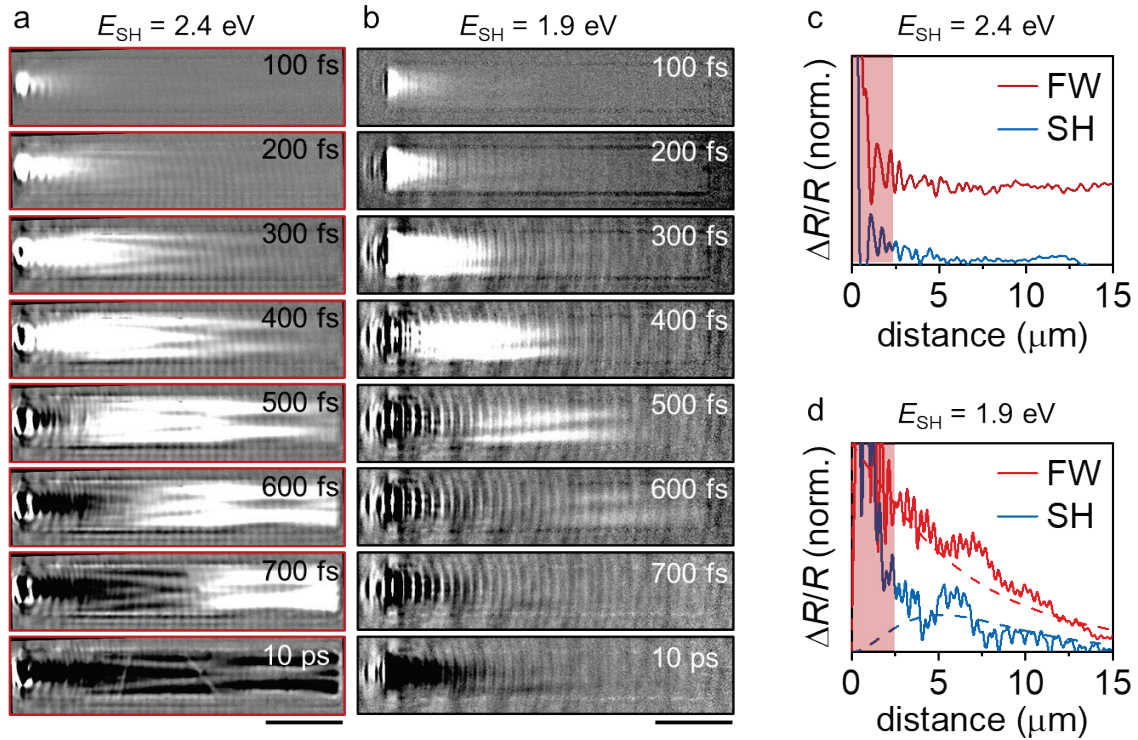 a
E_SH = 2.4 eV
100 fs
200 fs
300 fs
400 fs
500 fs
600 fs
700 fs
10 ps
b
E_SH = 1.9 eV
100 fs
200 fs
300 fs
400 fs
500 fs
600 fs
700 fs
10 ps
c
E_SH = 2.4 eV
FW
SH
ΔR/R (norm.)
0 5 10 15
distance (μm)
d
E_SH = 1.9 eV
FW
SH
ΔR/R (norm.)
0 5 10 15
distance (μm)